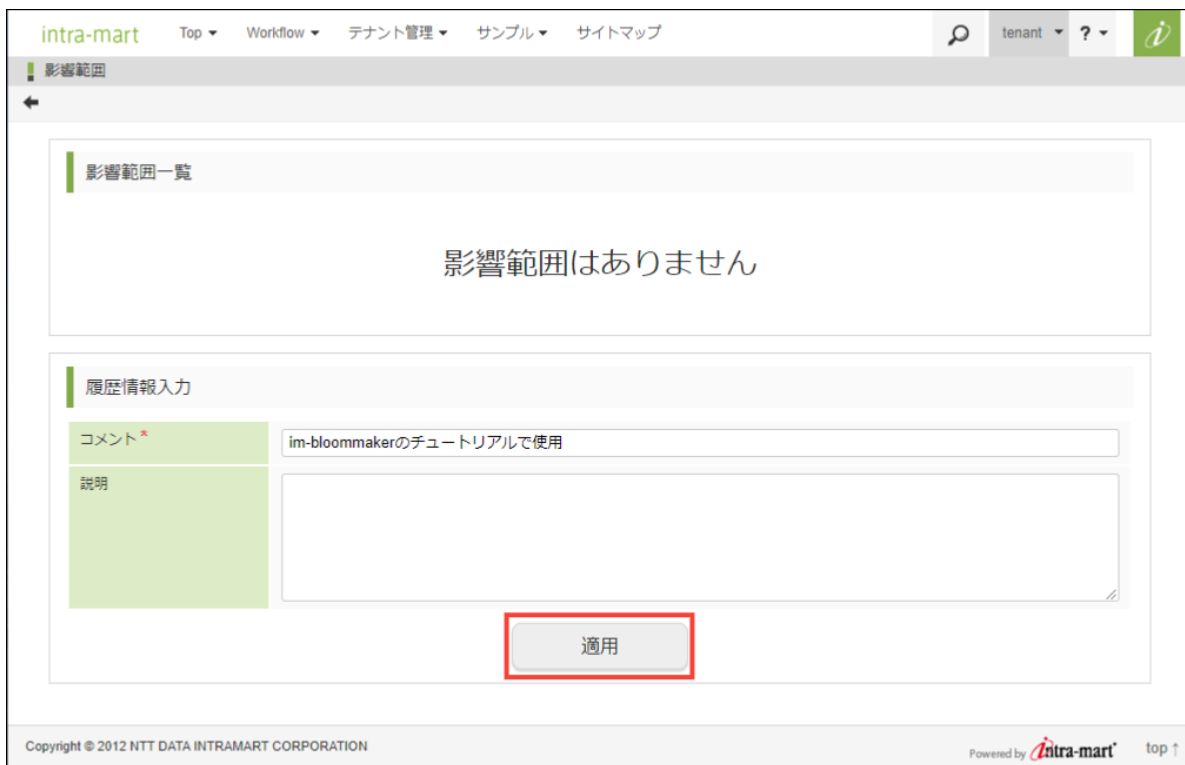 intra-mart Top Workflow テナント管理 サンプル サイトマップ tenant ?
影響範囲
影響範囲一覧
影響範囲はありません
履歴情報入力
コメント*
im-bloommakerのチュートリアルで使用
説明
適用
Copyright © 2012 NTT DATA INTRAMART CORPORATION
Powered by intra-mart top ↑